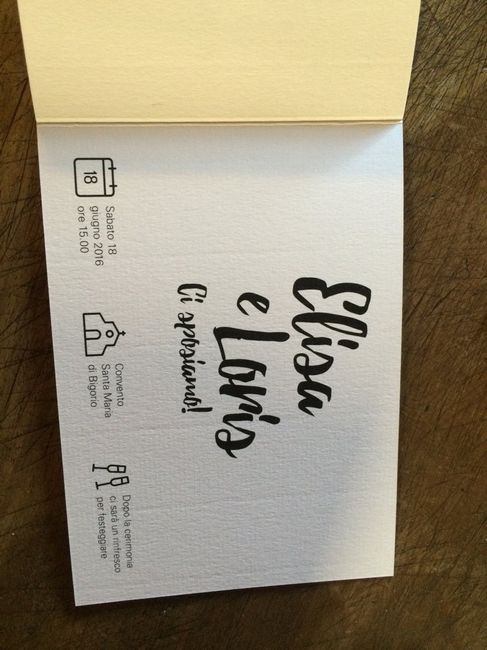 Elisa
e Loris
Ci sposiamo!
18
Sabato 18
giugno 2016
ore 15.00
Convento
Santa Maria
di Bigorio
Dopo la cerimonia
ci sarà un rinfresco
per festeggiare